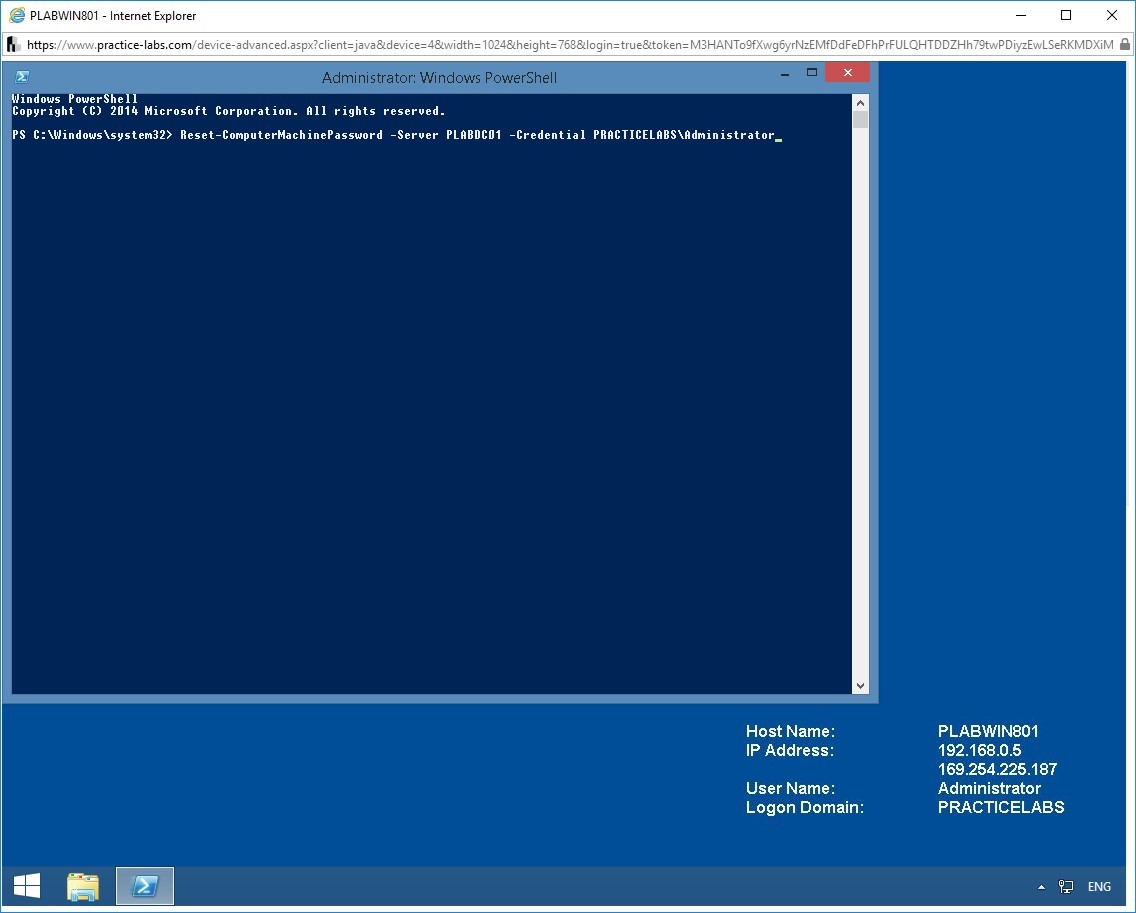 PLABWIN801 - Internet Explorer
https://www.practice-labs.com/device-advanced.aspx?client=java&device=4&width=1024&height=768&login=true&token=M3HANTo9fXwg6yrNzEMfDdFeDFhPrFULQHTDDZHh79twPDiyzEwLSeRKMDXiM
Administrator: Windows PowerShell
Windows PowerShell
Copyright (C) 2014 Microsoft Corporation. All rights reserved.
PS C:\Windows\system32> Reset-ComputerMachinePassword -Server PLABDC01 -Credential PRACTICELABS\Administrator_
Host Name: PLABWIN801
IP Address: 192.168.0.5
169.254.225.187
User Name: Administrator
Logon Domain: PRACTICELABS
ENG